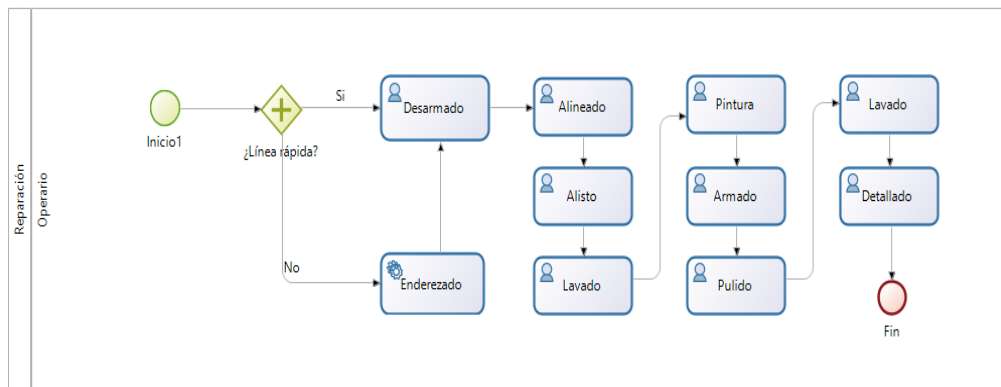 Reparación
Operario
Inicio1
¿Línea rápida?
Si
No
Desarmado
Enderezado
Alineado
Alisto
Lavado
Pintura
Armado
Pulido
Lavado
Detallado
Fin